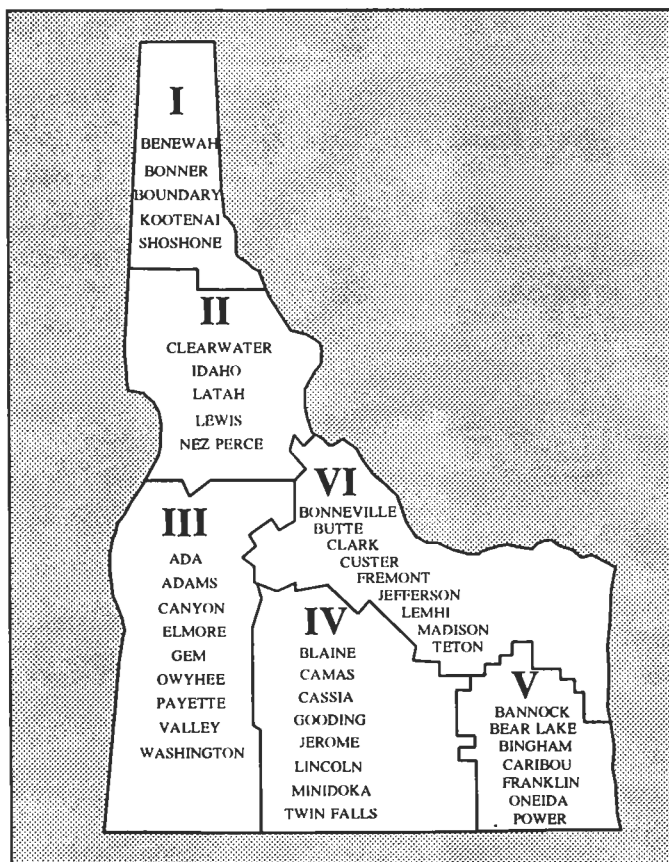 I
BENEWAH
BONNER
BOUNDARY
KOOTENAI
SHOSHONE
II
CLEARWATER
IDAHO
LATAH
LEWIS
NEZ PERCE
III
ADA
ADAMS
CANYON
ELMORE
GEM
OWYHEE
PAYETTE
VALLEY
WASHINGTON
VI
BONNEVILLE
BUTTE
CLARK
CUSTER
FREMONT
JEFFERSON
LEMHI
MADISON
TETON
IV
BLAINE
CAMAS
CASSIA
GOODING
JEROME
LINCOLN
MINIDOKA
TWIN FALLS
V
BANNOCK
BEAR LAKE
BINGHAM
CARIBOU
FRANKLIN
ONEIDA
POWER